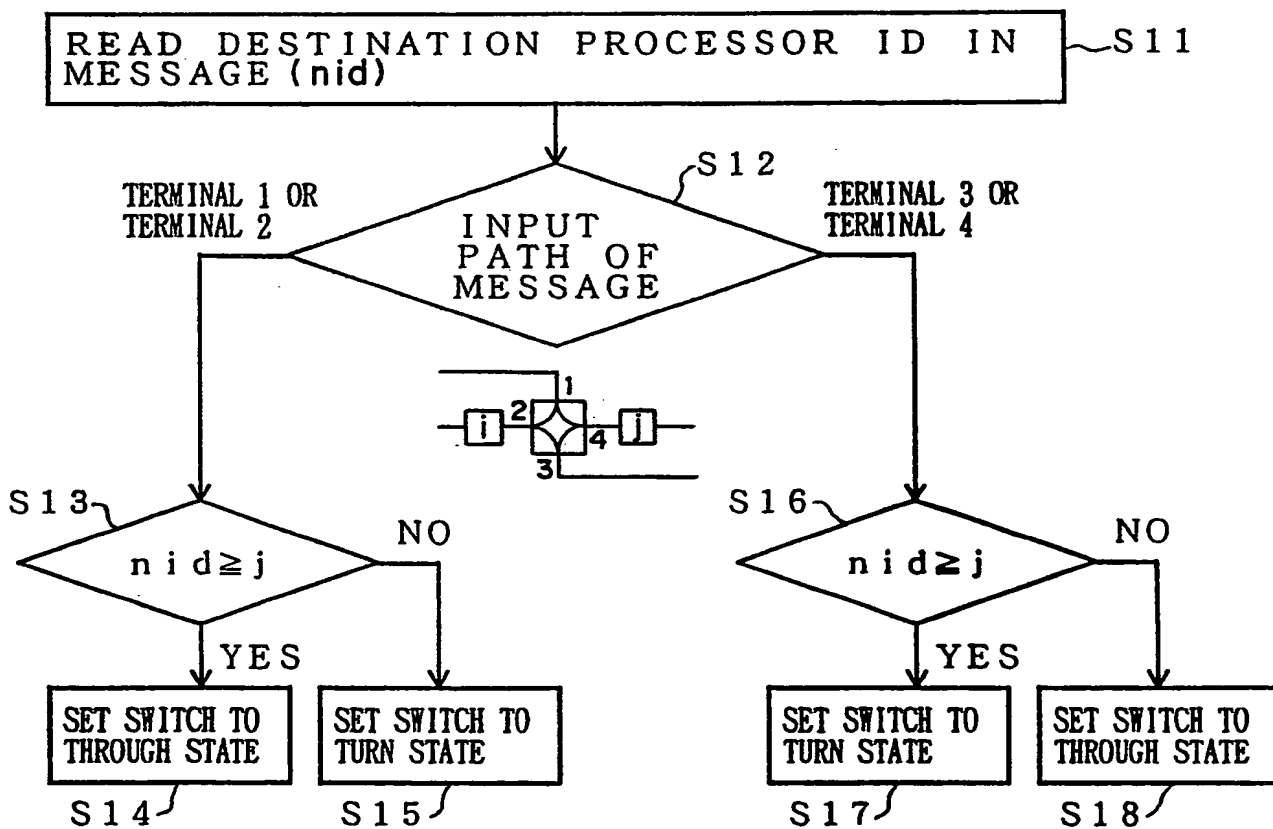 READ DESTINATION PROCESSOR ID IN
MESSAGE (nid)
S11
S12
TERMINAL 1 OR
TERMINAL 2
INPUT
PATH OF
MESSAGE
TERMINAL 3 OR
TERMINAL 4
1
2
i
4
j
3
S13
nid≧j
NO
YES
S16
nid≧j
NO
YES
SET SWITCH TO
THROUGH STATE
S14
SET SWITCH TO
TURN STATE
S15
SET SWITCH TO
TURN STATE
S17
SET SWITCH TO
THROUGH STATE
S18